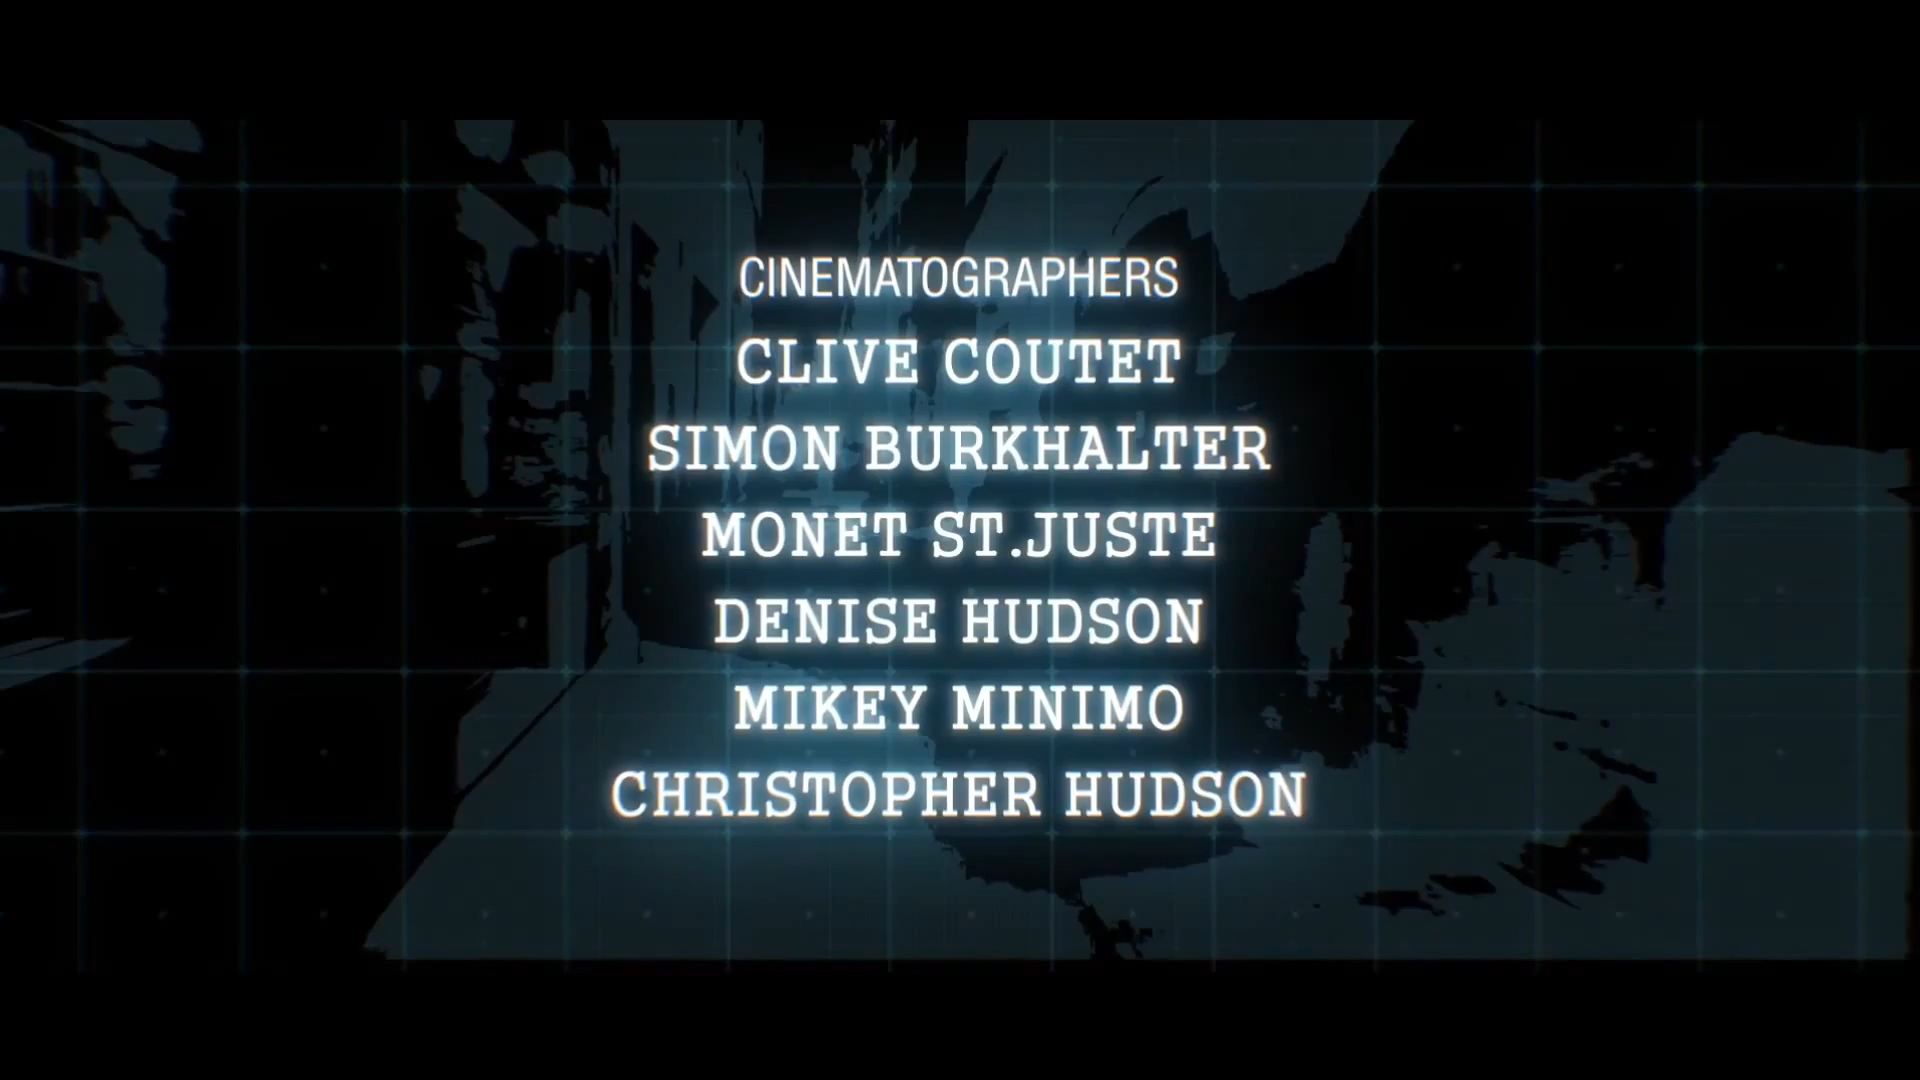 CINEMATOGRAPHERS
CLIVE COUTET
SIMON BURKHALTER
MONET ST.JUSTE
DENISE HUDSON
MIKEY MINIMO
CHRISTOPHER HUDSON